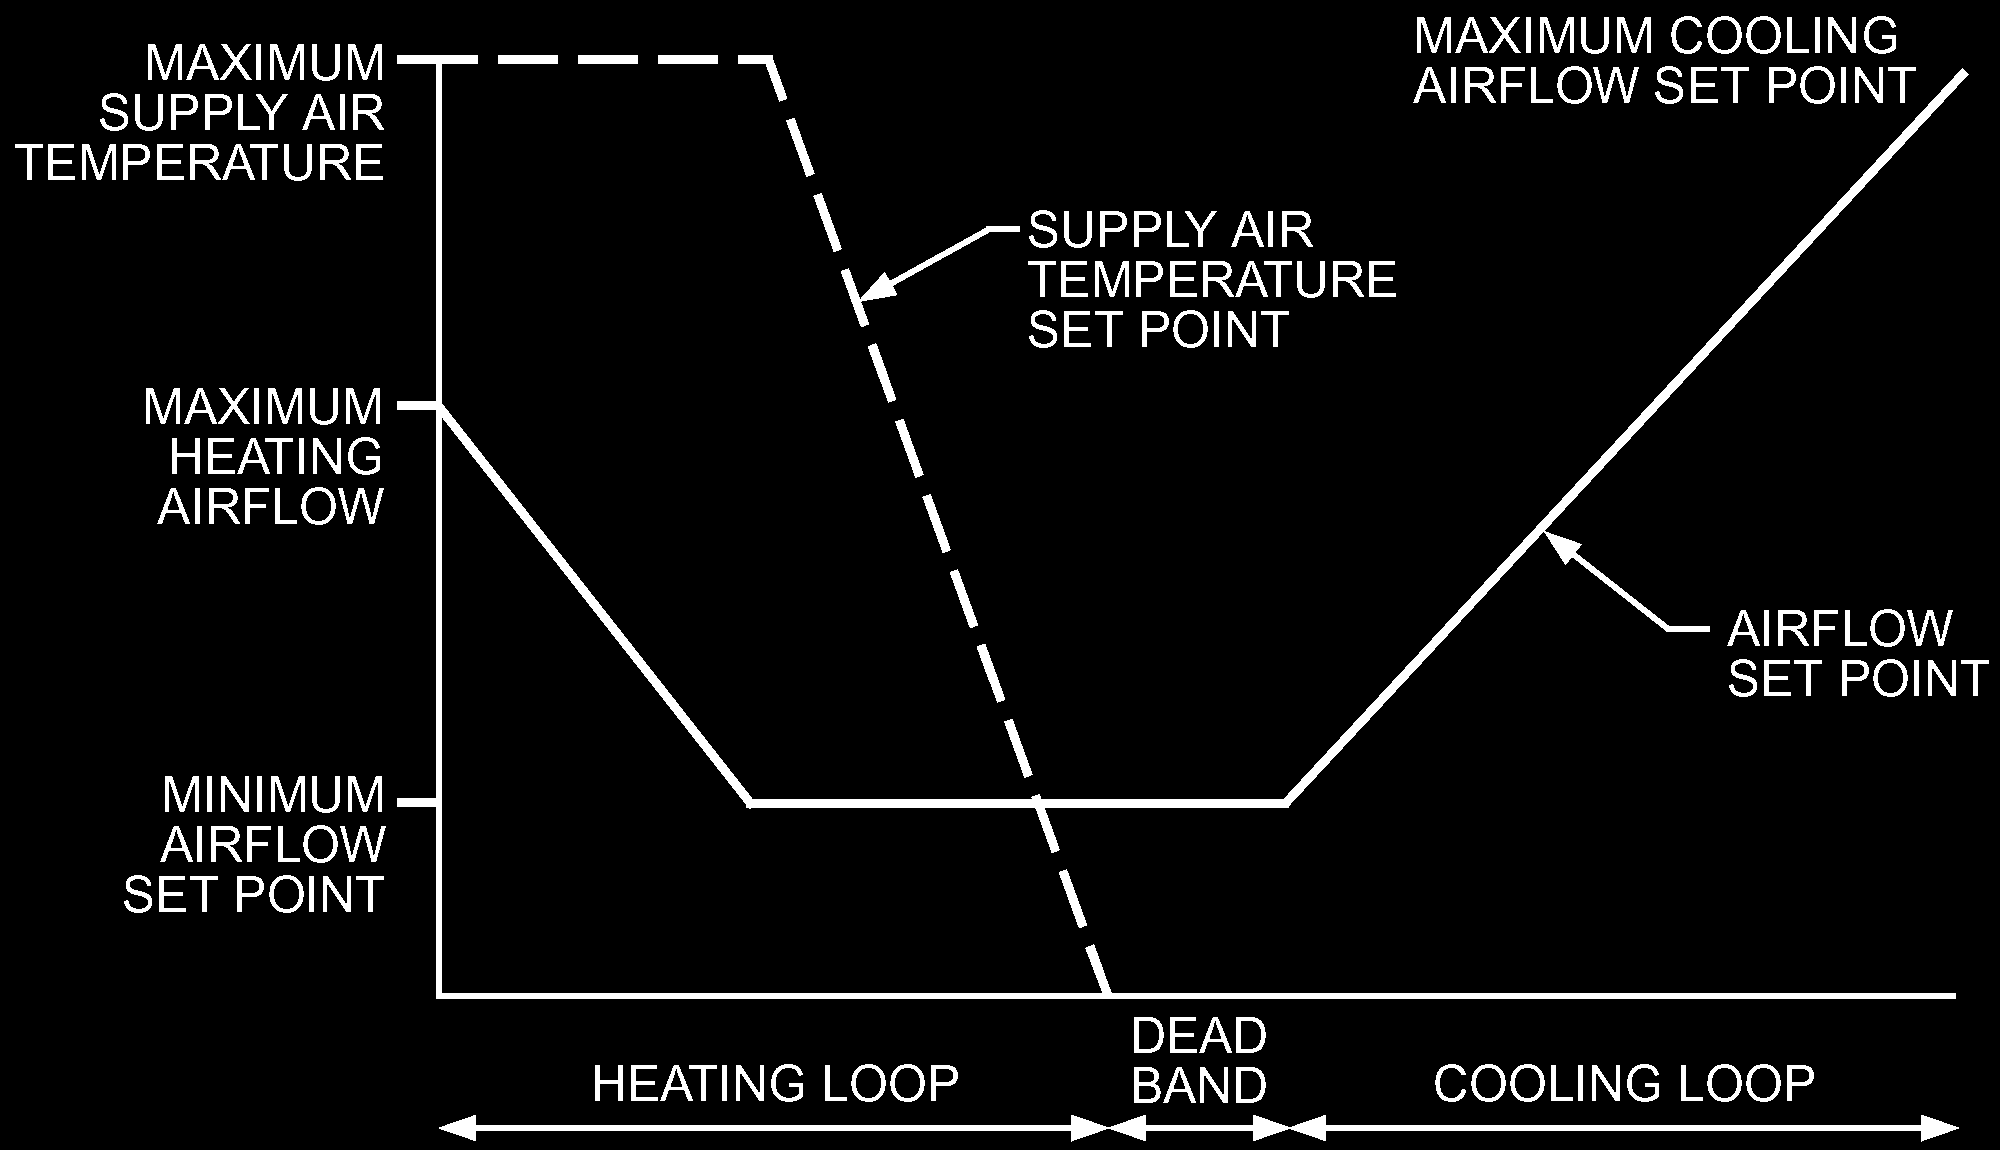 MAXIMUM
SUPPLY AIR
TEMPERATURE
MAXIMUM COOLING
AIRFLOW SET POINT
SUPPLY AIR
TEMPERATURE
SET POINT
MAXIMUM
HEATING
AIRFLOW
AIRFLOW
SET POINT
MINIMUM
AIRFLOW
SET POINT
HEATING LOOP
DEAD
BAND
COOLING LOOP